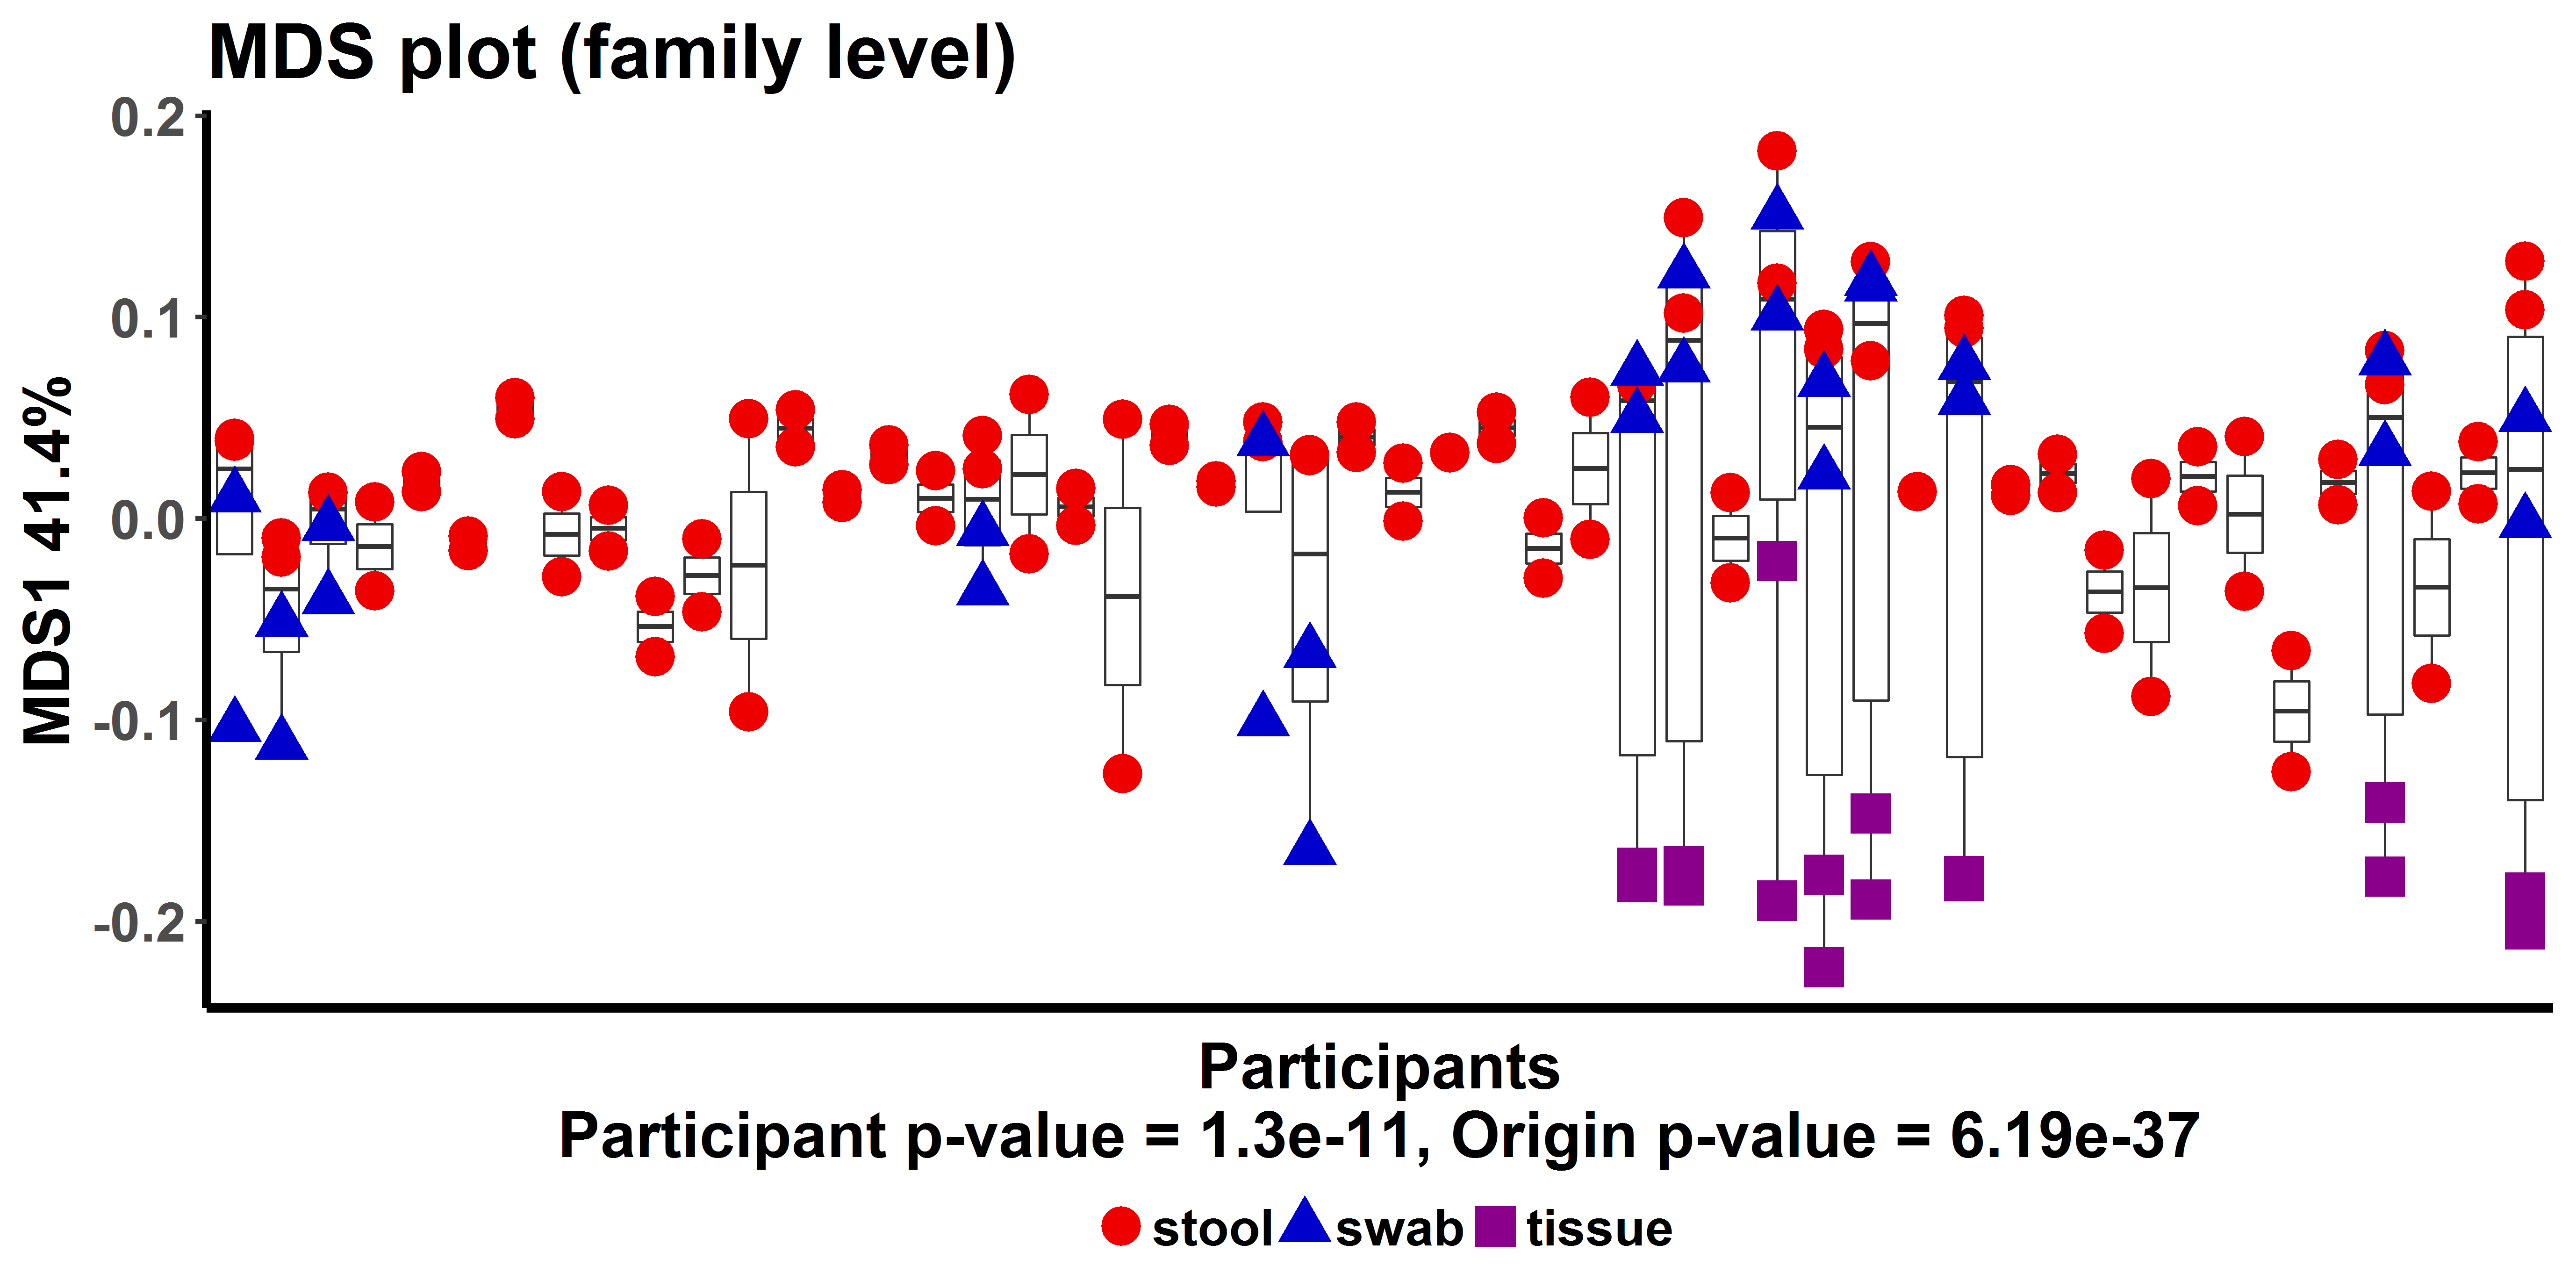 MDS plot (family level)
0.2
0.1
0.0
-0.1
-0.2
MDS1 41.4%
Participants
Participant p-value = 1.3e-11, Origin p-value = 6.19e-37
stool swab tissue